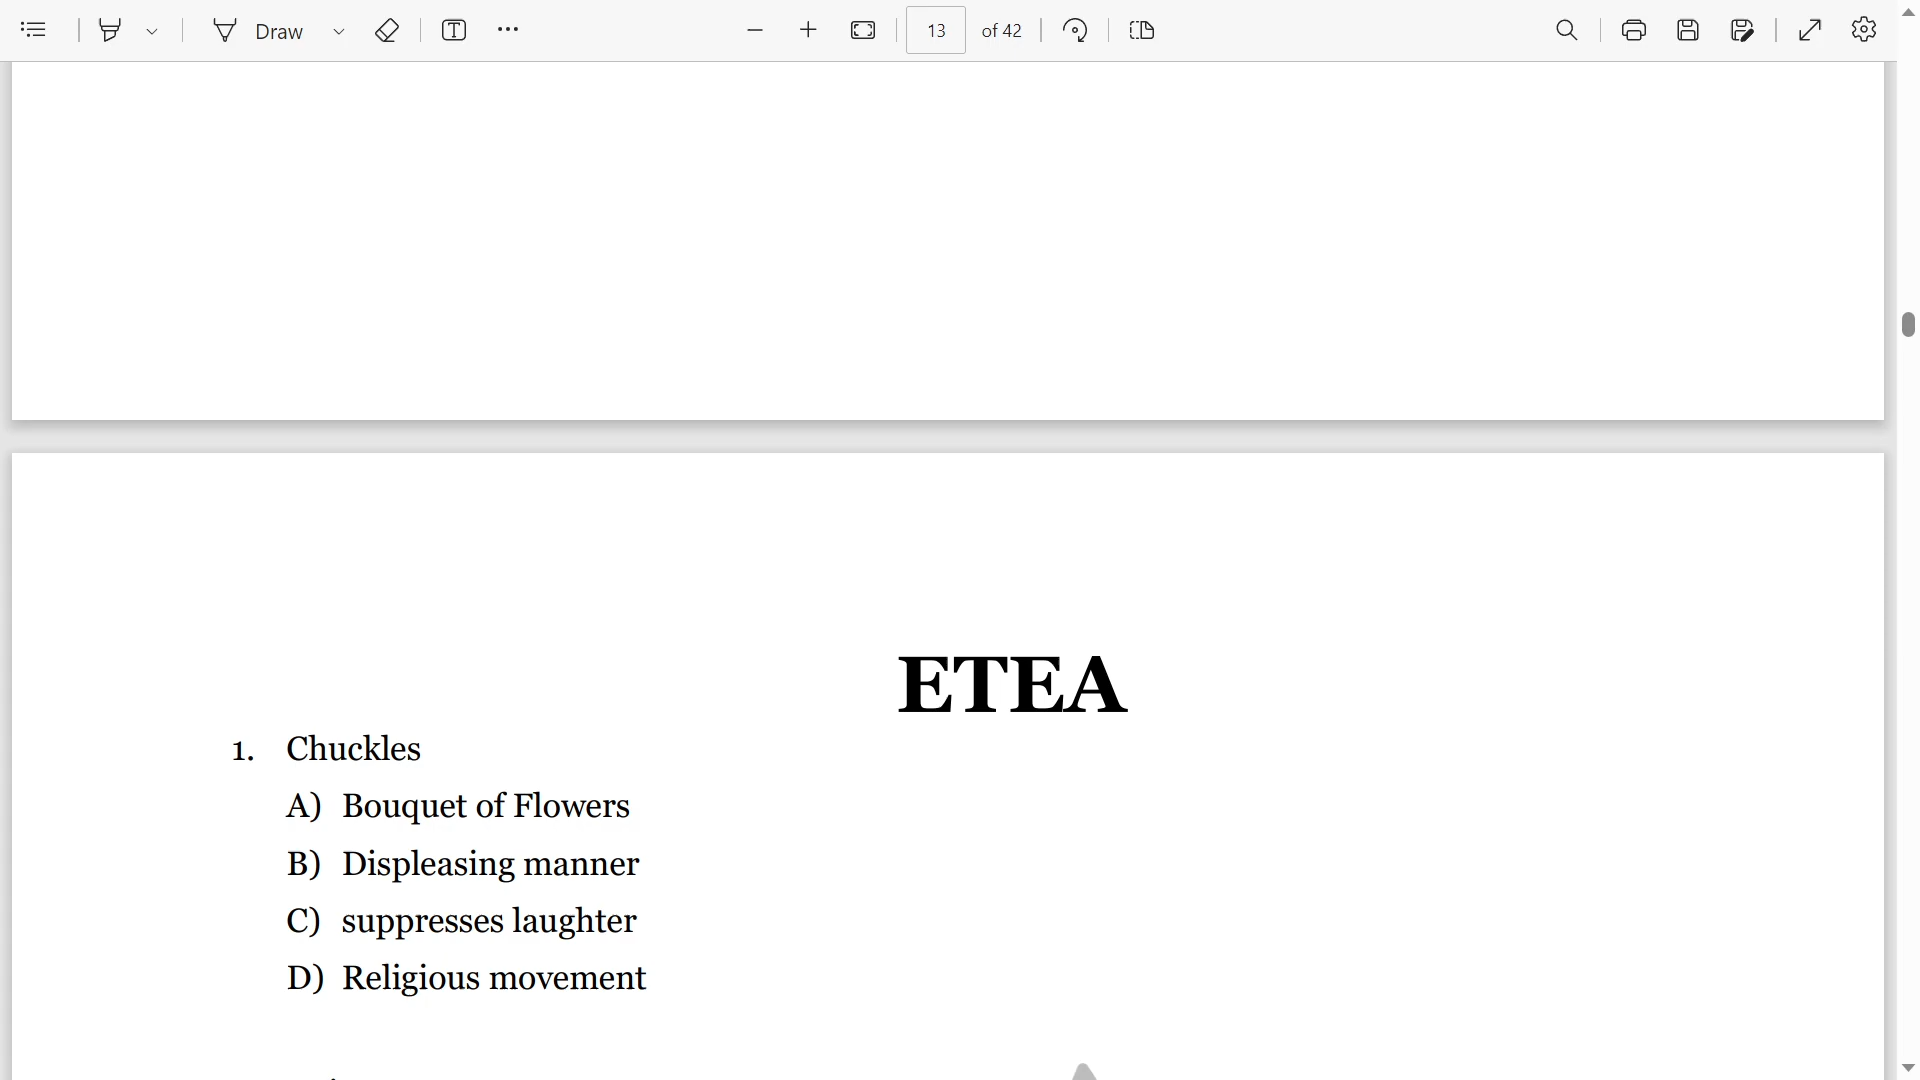 Draw
13 of 42
ETEA
1. Chuckles
A) Bouquet of Flowers
B) Displeasing manner
C) suppresses laughter
D) Religious movement